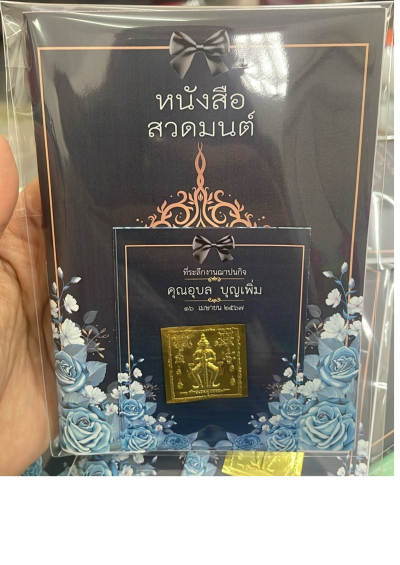 หนังสือ
สวดมนต์
ที่ระลึกงานฌาปนกิจ
คุณอุบล บุญเพิ่ม
๑๖ เมษายน ๒๕๖๗